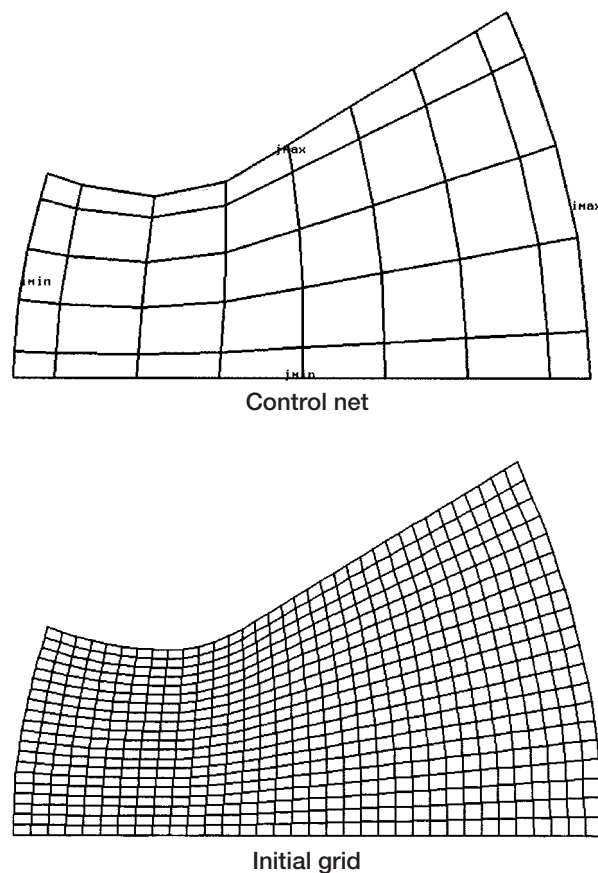 jmax
imax
imin
jmin
Control net
Initial grid